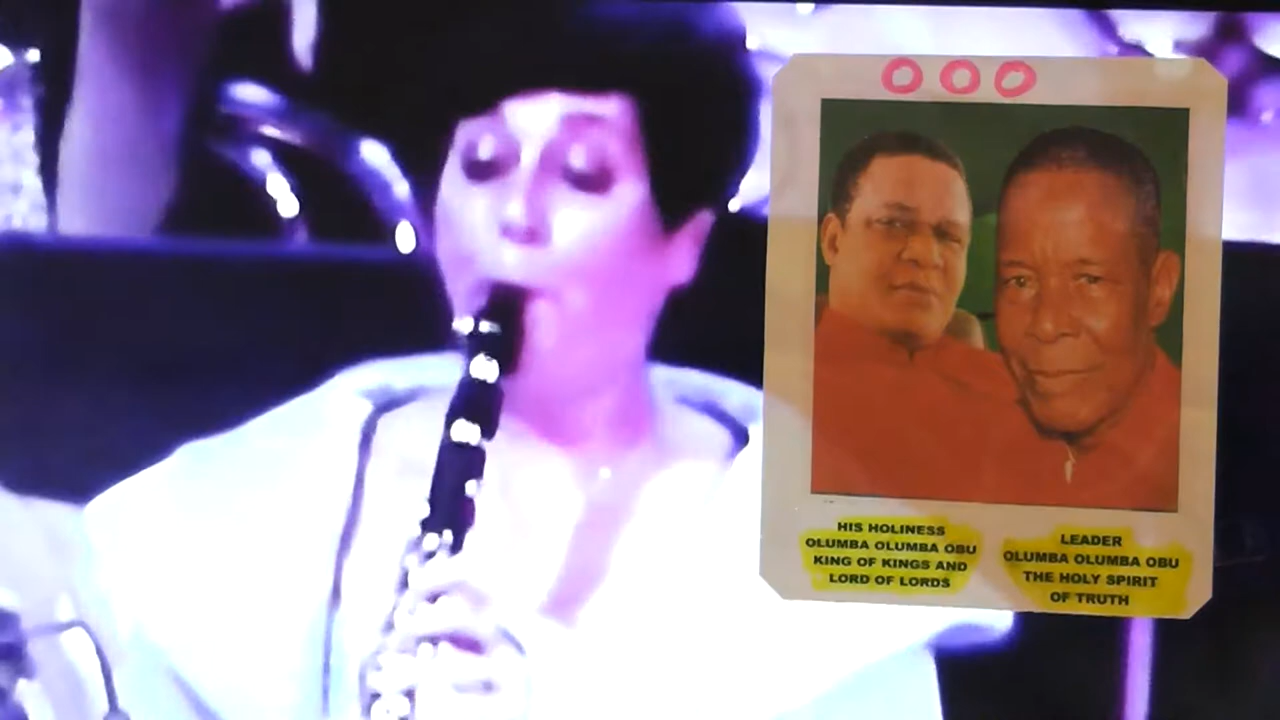 OOO
HIS HOLINESS
OLUMBA OLUMBA OBU
KING OF KINGS AND
LORD OF LORDS
LEADER
OLUMBA OLUMBA OBU
THE HOLY SPIRIT
OF TRUTH